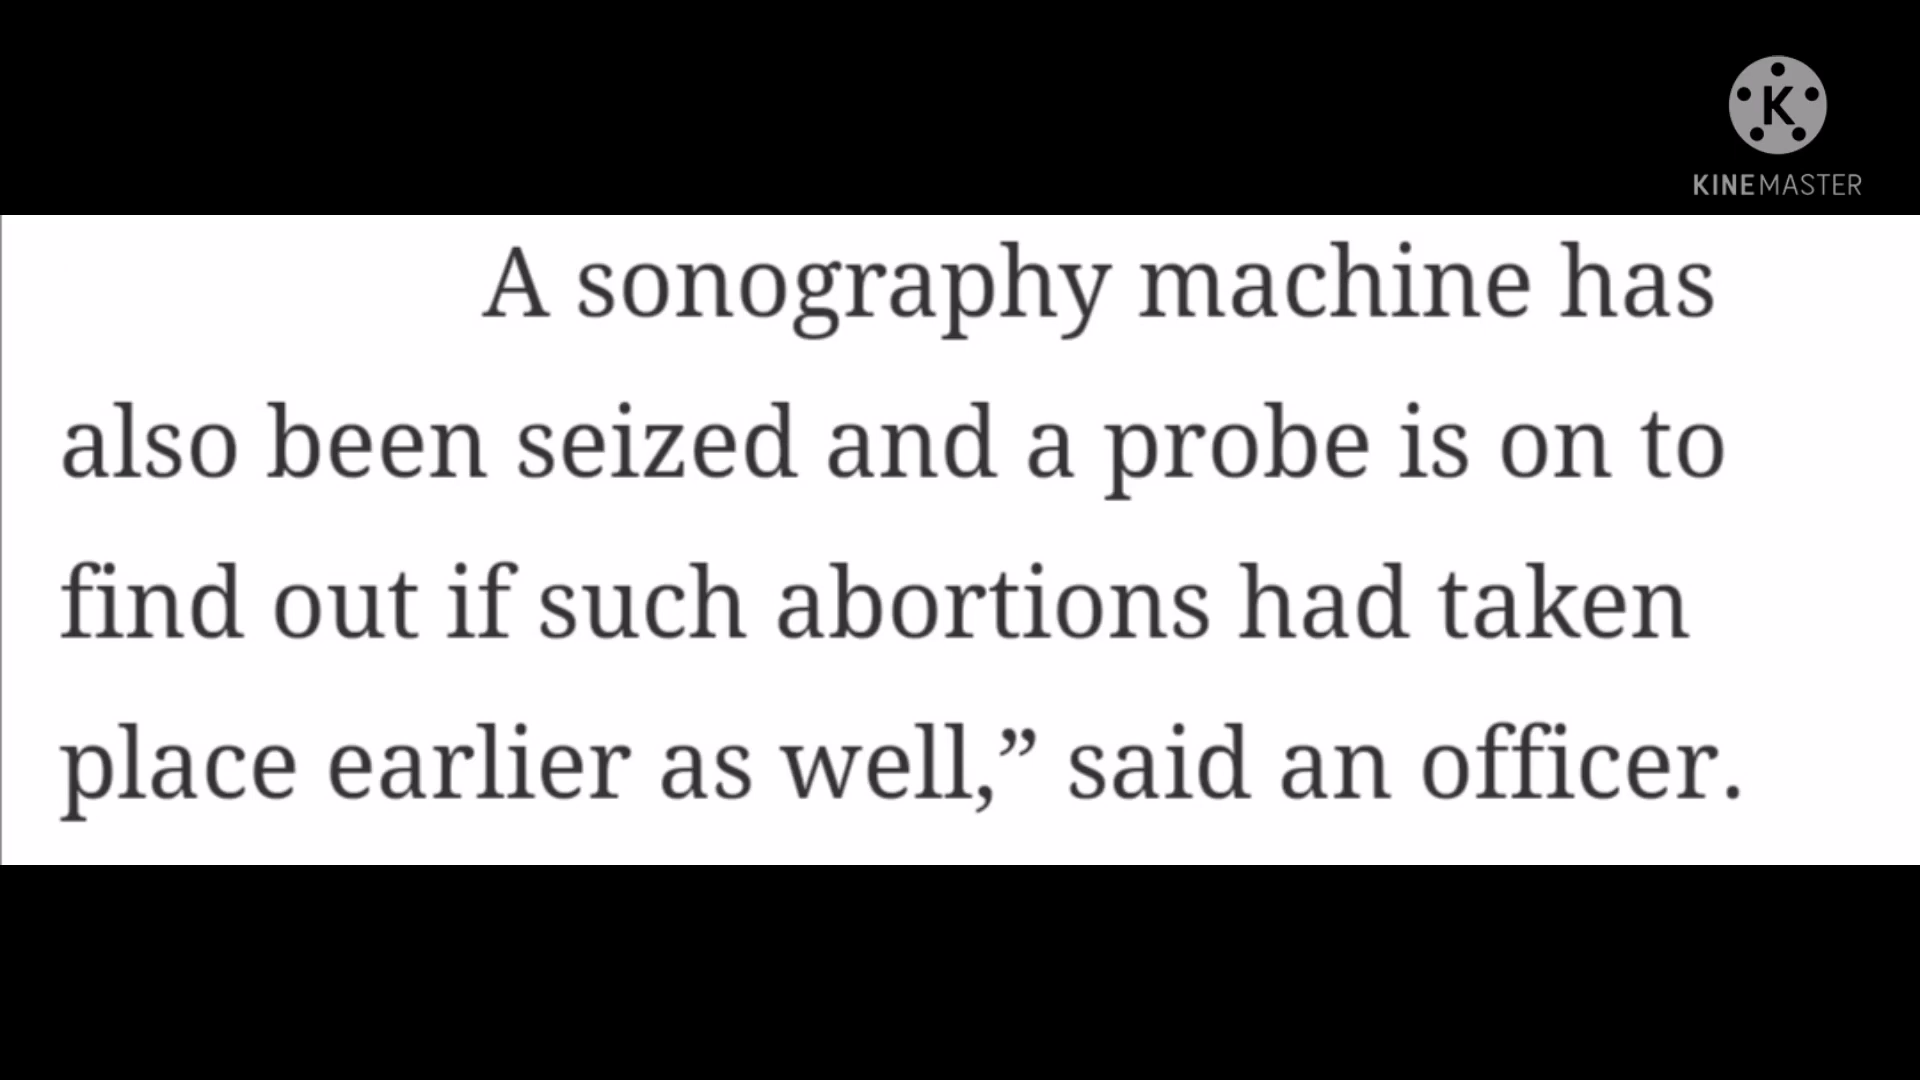 K
KINEMASTER
A sonography machine has
also been seized and a probe is on to
find out if such abortions had taken
place earlier as well,” said an officer.